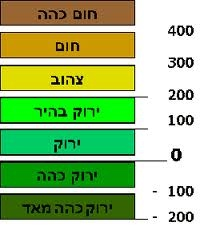 חום כהה
400
חום
300
צהוב
200
ירוק בהיר
100
ירוק
0
ירוק כהה
- 100
ירוק כהה מאד
- 200